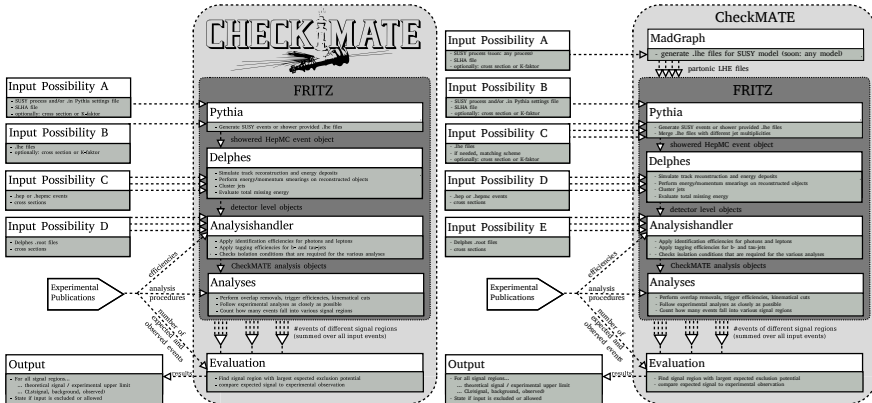 CHECKMATE
Input Possibility A
- SUSY process and/or .in Pythia settings file
- SLHA file
- optionally: cross section or K-faktor
Input Possibility B
- .lhe files
- optionally: cross section or K-faktor
Input Possibility C
- .hep or .hepmc events
- cross sections
Input Possibility D
- Delphes .root files
- cross sections
Experimental
Publications
efficiencies
analysis
procedures
number of
expected and
observed events
FRITZ
Pythia
- Generate SUSY events or shower provided .lhe files
showered HepMC event object
Delphes
- Simulate track reconstruction and energy deposits
- Perform energy/momentum smearings on reconstructed objects
- Cluster jets
- Evaluate total missing energy
detector level objects
Analysishandler
- Apply identification efficiencies for photons and leptons
- Apply tagging efficiencies for b- and tau-jets
- Checks isolation conditions that are required for the various analyses
CheckMATE analysis objects
Analyses
- Perform overlap removals, trigger efficiencies, kinematical cuts
- Follow experimental analyses as closely as possible
- Count how many events fall into various signal regions
#events of different signal regions
(summed over all input events)
Evaluation
- Find signal region with largest expected exclusion potential
- compare expected signal to experimental observation
results
Output
- For all signal regions...
... theoretical signal / experimental upper limit
... CLs(signal, background, observed)
- State if input is excluded or allowed
CheckMATE
Input Possibility A
- SUSY process (soon: any process)
- SLHA file
- optionally: cross section or K-faktor
MadGraph
- generate .lhe files for SUSY model (soon: any model)
partonic LHE files
Input Possibility B
- SUSY process and/or .in Pythia settings file
- SLHA file
- optionally: cross section or K-faktor
Input Possibility C
- .lhe files
- if needed, matching scheme
- optionally: cross section or K-faktor
Input Possibility D
- .hep or .hepmc events
- cross sections
Input Possibility E
- Delphes .root files
- cross sections
Experimental
Publications
efficiencies
analysis
procedures
number of
expected and
observed events
FRITZ
Pythia
- Generate SUSY events or shower provided .lhe files
- Merge .lhe files with different jet multiplicities
showered HepMC event object
Delphes
- Simulate track reconstruction and energy deposits
- Perform energy/momentum smearings on reconstructed objects
- Cluster jets
- Evaluate total missing energy
detector level objects
Analysishandler
- Apply identification efficiencies for photons and leptons
- Apply tagging efficiencies for b- and tau-jets
- Checks isolation conditions that are required for the various analyses
CheckMATE analysis objects
Analyses
- Perform overlap removals, trigger efficiencies, kinematical cuts
- Follow experimental analyses as closely as possible
- Count how many events fall into various signal regions
#events of different signal regions
(summed over all input events)
Evaluation
- Find signal region with largest expected exclusion potential
- compare expected signal to experimental observation
results
Output
- For all signal regions...
... theoretical signal / experimental upper limit
... CLs(signal, background, observed)
- State if input is excluded or allowed